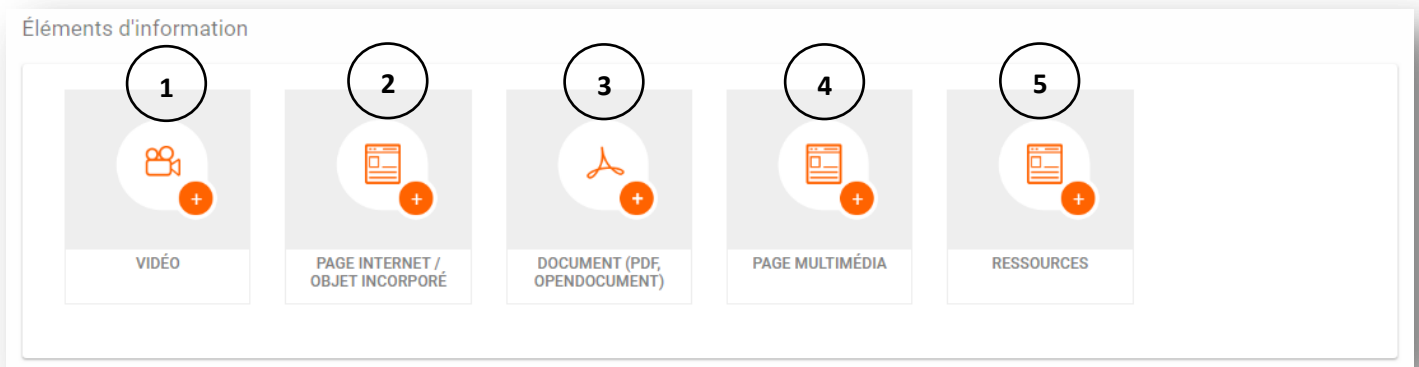 Éléments d'information
1 2 3 4 5
VIDÉO
PAGE INTERNET /
OBJET INCORPORÉ
DOCUMENT (PDF,
OPENDOCUMENT)
PAGE MULTIMÉDIA
RESSOURCES